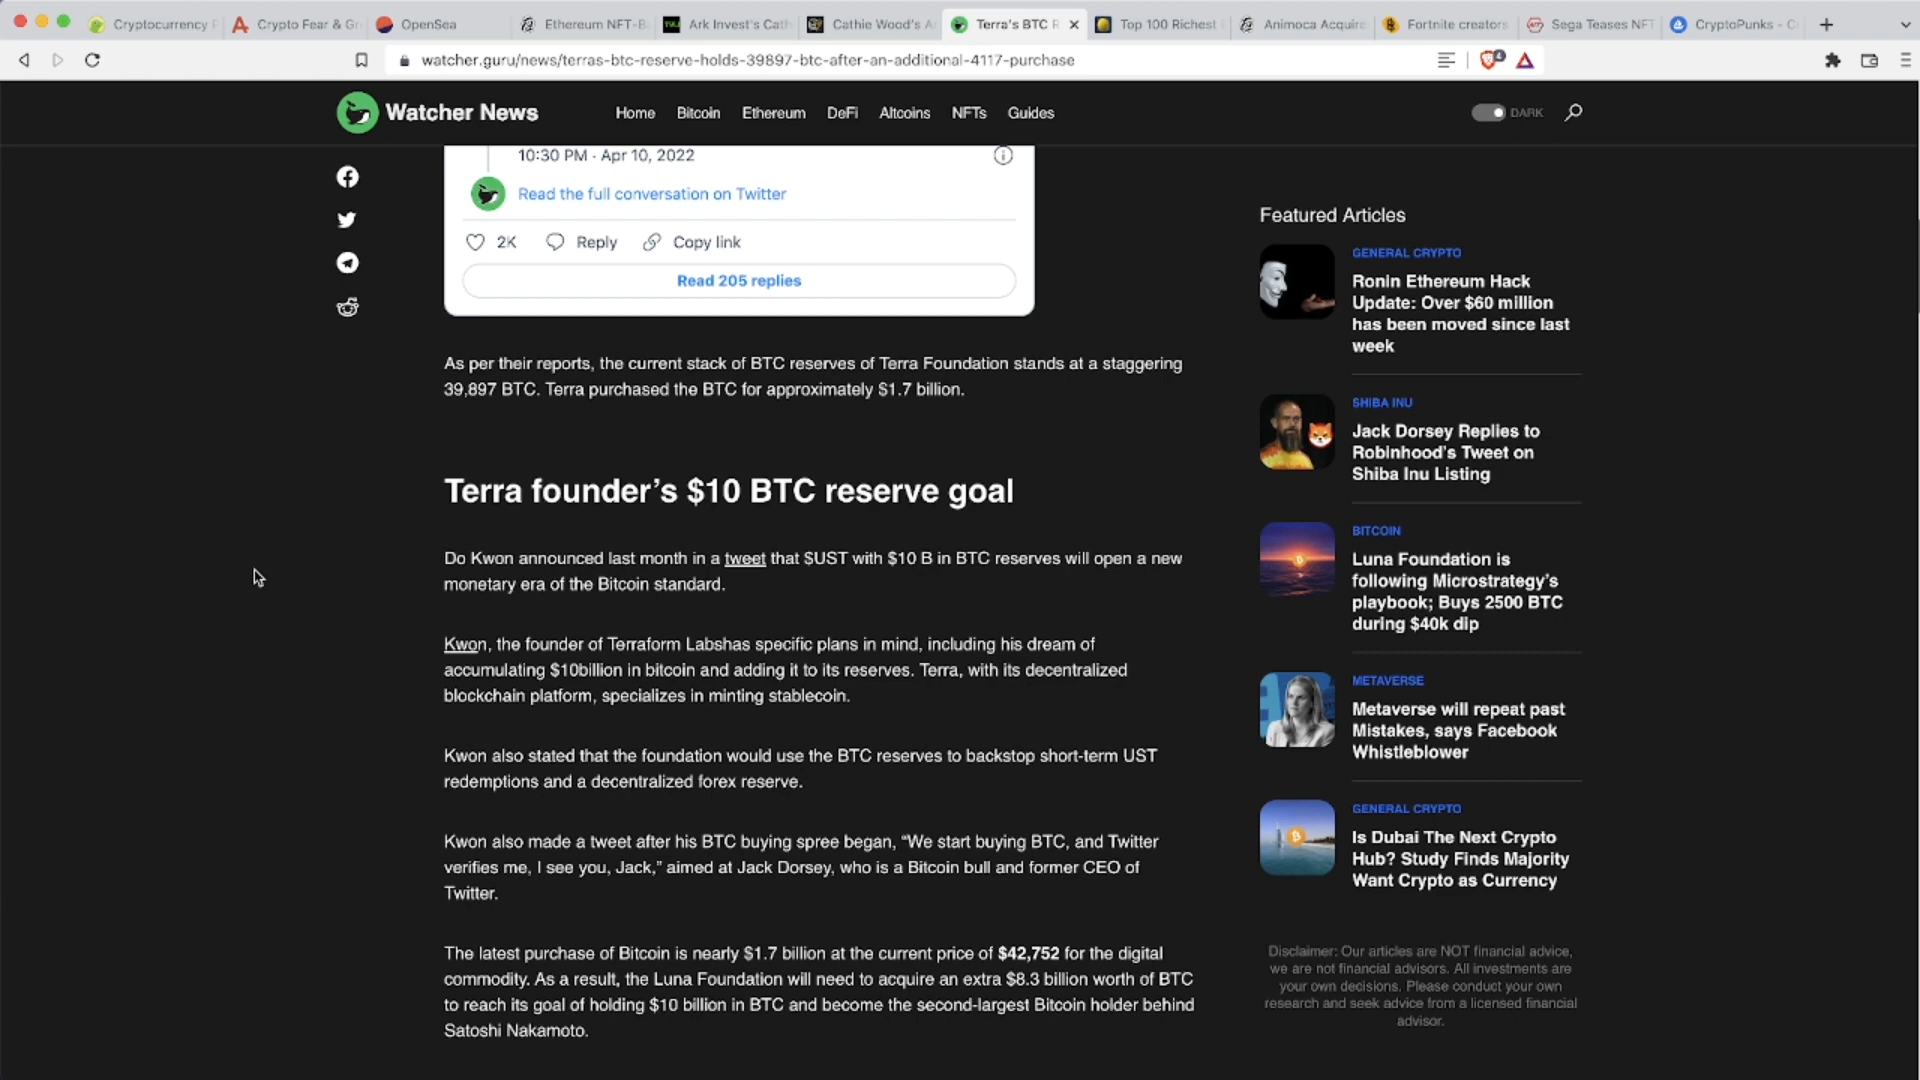 Cryptocurrency P
Crypto Fear & Gr
OpenSea
Ethereum NFT-B
Ark Invest's Cath
Cathie Wood's A
Terra's BTC R
Top 100 Richest
Animoca Acquire
Fortnite creators
Sega Teases NFT
CryptoPunks - C
watcher.guru/news/terras-btc-reserve-holds-39897-btc-after-an-additional-4117-purchase
Watcher News
Home Bitcoin Ethereum DeFi Altcoins NFTs Guides
DARK
10:30 PM · Apr 10, 2022
Read the full conversation on Twitter
2K Reply Copy link
Read 205 replies
As per their reports, the current stack of BTC reserves of Terra Foundation stands at a staggering
39,897 BTC. Terra purchased the BTC for approximately $1.7 billion.
Terra founder's $10 BTC reserve goal
Do Kwon announced last month in a tweet that $UST with $10 B in BTC reserves will open a new
monetary era of the Bitcoin standard.
Kwon, the founder of Terraform Labshas specific plans in mind, including his dream of
accumulating $10billion in bitcoin and adding it to its reserves. Terra, with its decentralized
blockchain platform, specializes in minting stablecoin.
Kwon also stated that the foundation would use the BTC reserves to backstop short-term UST
redemptions and a decentralized forex reserve.
Kwon also made a tweet after his BTC buying spree began, “We start buying BTC, and Twitter
verifies me, I see you, Jack,” aimed at Jack Dorsey, who is a Bitcoin bull and former CEO of
Twitter.
The latest purchase of Bitcoin is nearly $1.7 billion at the current price of $42,752 for the digital
commodity. As a result, the Luna Foundation will need to acquire an extra $8.3 billion worth of BTC
to reach its goal of holding $10 billion in BTC and become the second-largest Bitcoin holder behind
Satoshi Nakamoto.
Featured Articles
GENERAL CRYPTO
Ronin Ethereum Hack
Update: Over $60 million
has been moved since last
week
SHIBA INU
Jack Dorsey Replies to
Robinhood's Tweet on
Shiba Inu Listing
BITCOIN
Luna Foundation is
following Microstrategy's
playbook; Buys 2500 BTC
during $40k dip
METAVERSE
Metaverse will repeat past
Mistakes, says Facebook
Whistleblower
GENERAL CRYPTO
Is Dubai The Next Crypto
Hub? Study Finds Majority
Want Crypto as Currency
Disclaimer: Our articles are NOT financial advice,
we are not financial advisors. All investments are
your own decisions. Please conduct your own
research and seek advice from a licensed financial
advisor.